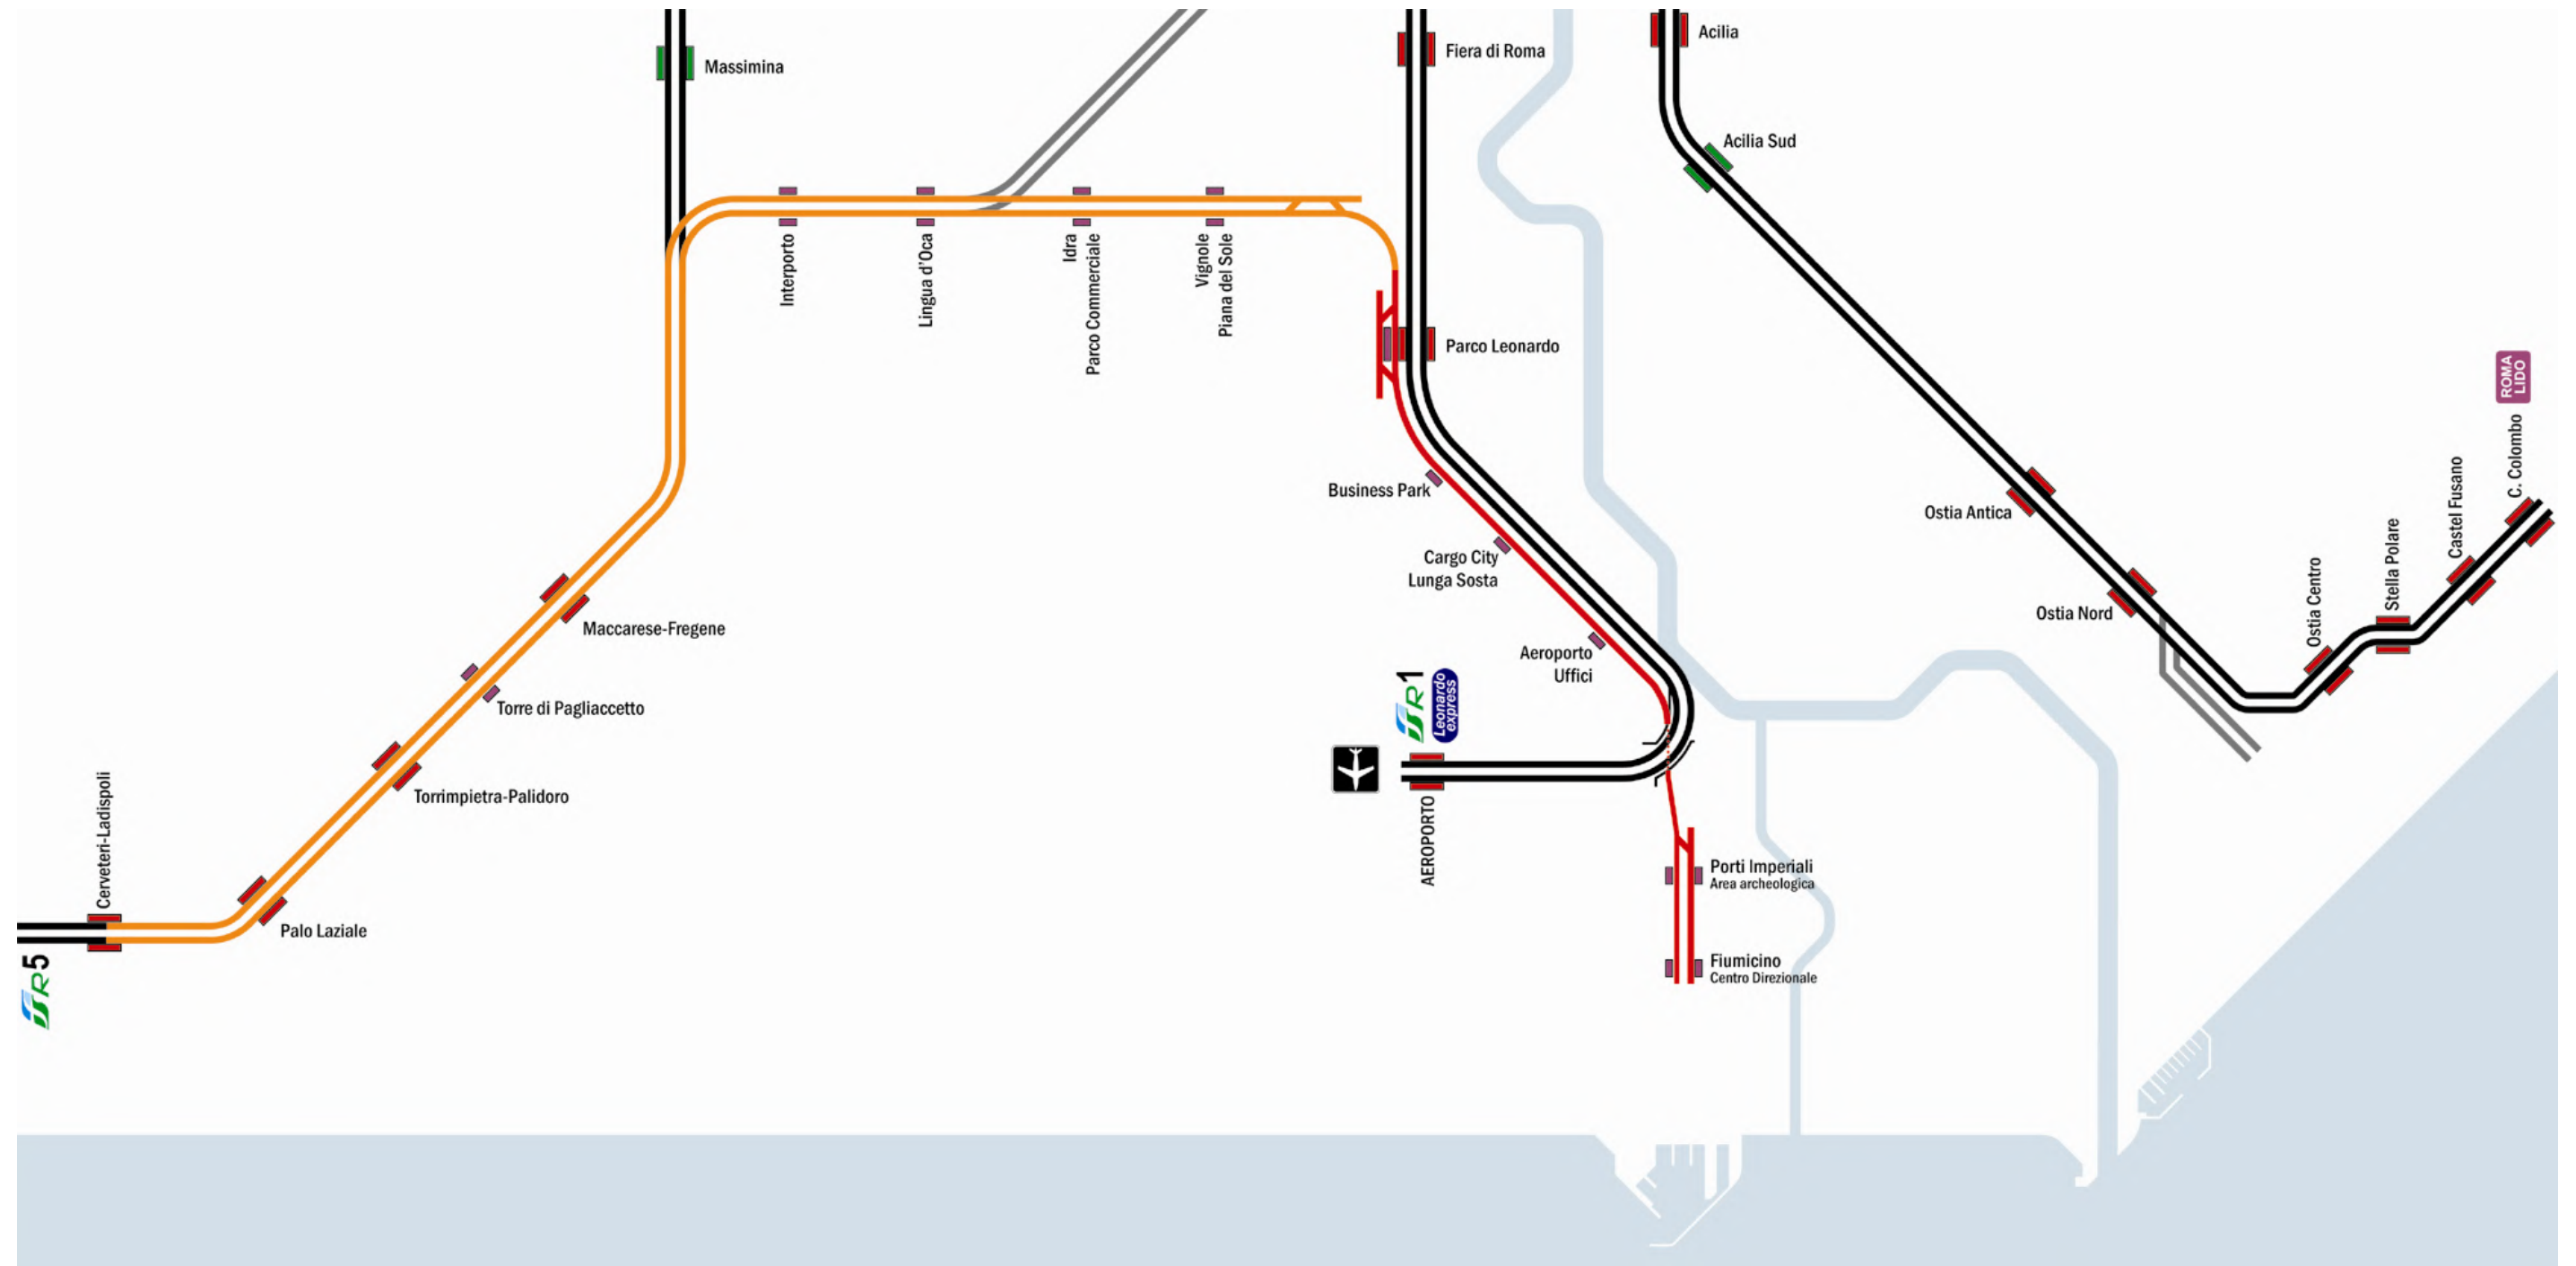 Massimina
Fiera di Roma
Acilia
Acilia Sud
Interporto
Lingua d'Oca
Idra
Parco Commerciale
Vignole
Piana del Sole
Parco Leonardo
ROMA
LIDO
C. Colombo
Castel Fusano
Stella Polare
Ostia Centro
Ostia Antica
Ostia Nord
Business Park
Cargo City
Lunga Sosta
Aeroporto
Uffici
Maccarese-Fregene
Torre di Pagliaccetto
Torrimpietra-Palidoro
Cerveteri-Ladispoli
Palo Laziale
R5
R1
Leonardo
express
AEROPORTO
Porti Imperiali
Area archeologica
Fiumicino
Centro Direzionale